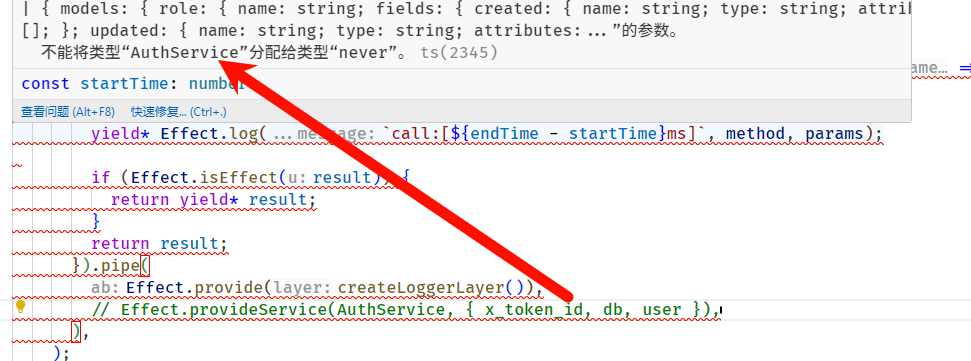 | { models: { role: { name: string; fields: { created: { name: string; type: string; attrib
[]; }; updated: { name: string; type: string; attributes:...”的参数。
不能将类型“AuthService”分配给类型“never”。 ts(2345)
ame… =
const startTime: number
查看问题 (Alt+F8) 快速修复... (Ctrl+.)
yield* Effect.log(...message: `call:[${endTime - startTime}ms]`, method, params);
if (Effect.isEffect(u: result)) {
return yield* result;
}
return result;
}).pipe(
ab: Effect.provide(layer: createLoggerLayer()),
// Effect.provideService(AuthService, { x_token_id, db, user }),
),
);